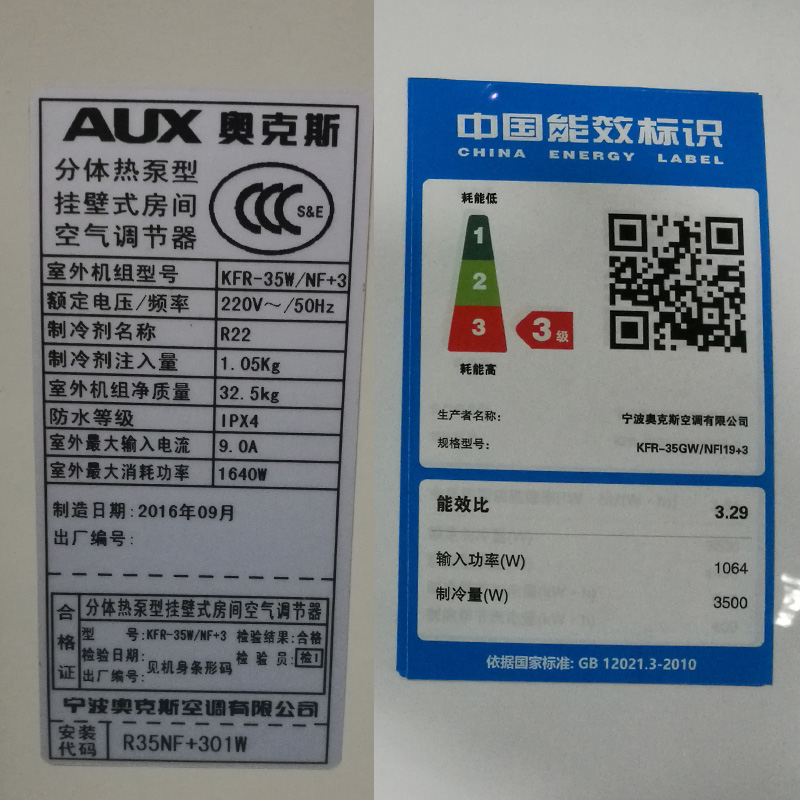 AUX 奥克斯
分体热泵型
挂壁式房间
空气调节器
S&E
室外机组型号 KFR-35W/NF+3
额定电压/频率 220V～/50Hz
制冷剂名称 R22
制冷剂注入量 1.05Kg
室外机组净质量 32.5kg
防水等级 IPX4
室外最大输入电流 9.0A
室外最大消耗功率 1640W
制造日期:2016年09月
出厂编号:
合格证
分体热泵型挂壁式房间空气调节器
型 号:KFR-35W/NF+3 检验结果:合格
检验日期:
见机身条形码
检 验 员:检1
出厂编号:
宁波奥克斯空调有限公司
安装代码 R35NF+301W
中国能效标识
CHINA ENERGY LABEL
耗能低
1
2
3
3级
耗能高
生产者名称: 宁波奥克斯空调有限公司
规格型号: KFR-35GW/NFI19+3
能效比 3.29
输入功率(W) 1064
制冷量(W) 3500
依据国家标准: GB 12021.3-2010